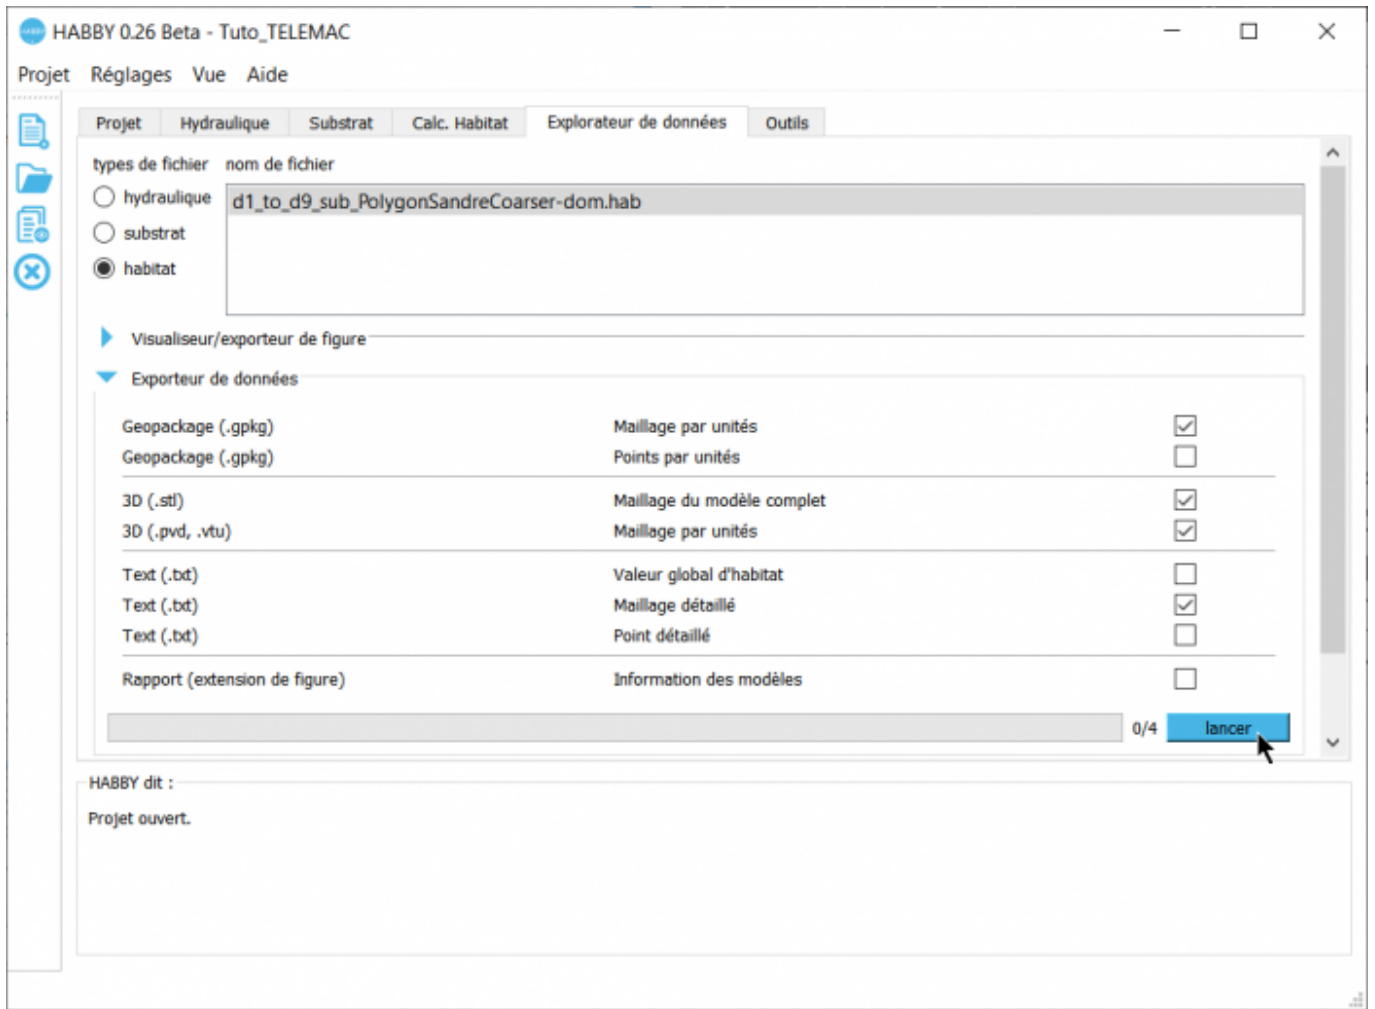 HABBY 0.26 Beta - Tuto_TELEMAC
Projet Réglages Vue Aide
Projet Hydraulique Substrat Calc. Habitat Explorateur de données Outils
types de fichier nom de fichier
hydraulique d1_to_d9_sub_PolygonSandreCoarser-dom.hab
substrat
habitat
Visualiseur/exporteur de figure
Exporteur de données
Geopackage (.gpkg) Maillage par unités
Geopackage (.gpkg) Points par unités
3D (.stl) Maillage du modèle complet
3D (.pvd, .vtu) Maillage par unités
Text (.txt) Valeur global d'habitat
Text (.txt) Maillage détaillé
Text (.txt) Point détaillé
Rapport (extension de figure) Information des modèles
0/4 lancer
HABBY dit :
Projet ouvert.